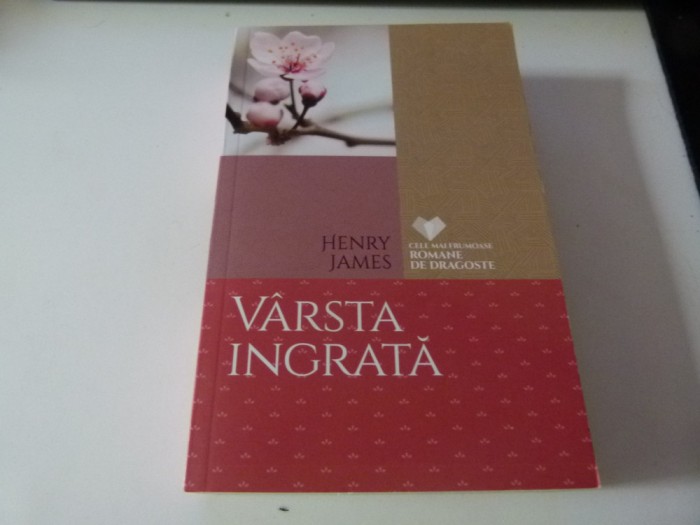 HENRY
JAMES
CELE MAI FRUMOASE
ROMANE
DE DRAGOSTE
VÂRSTA
INGRATĂ